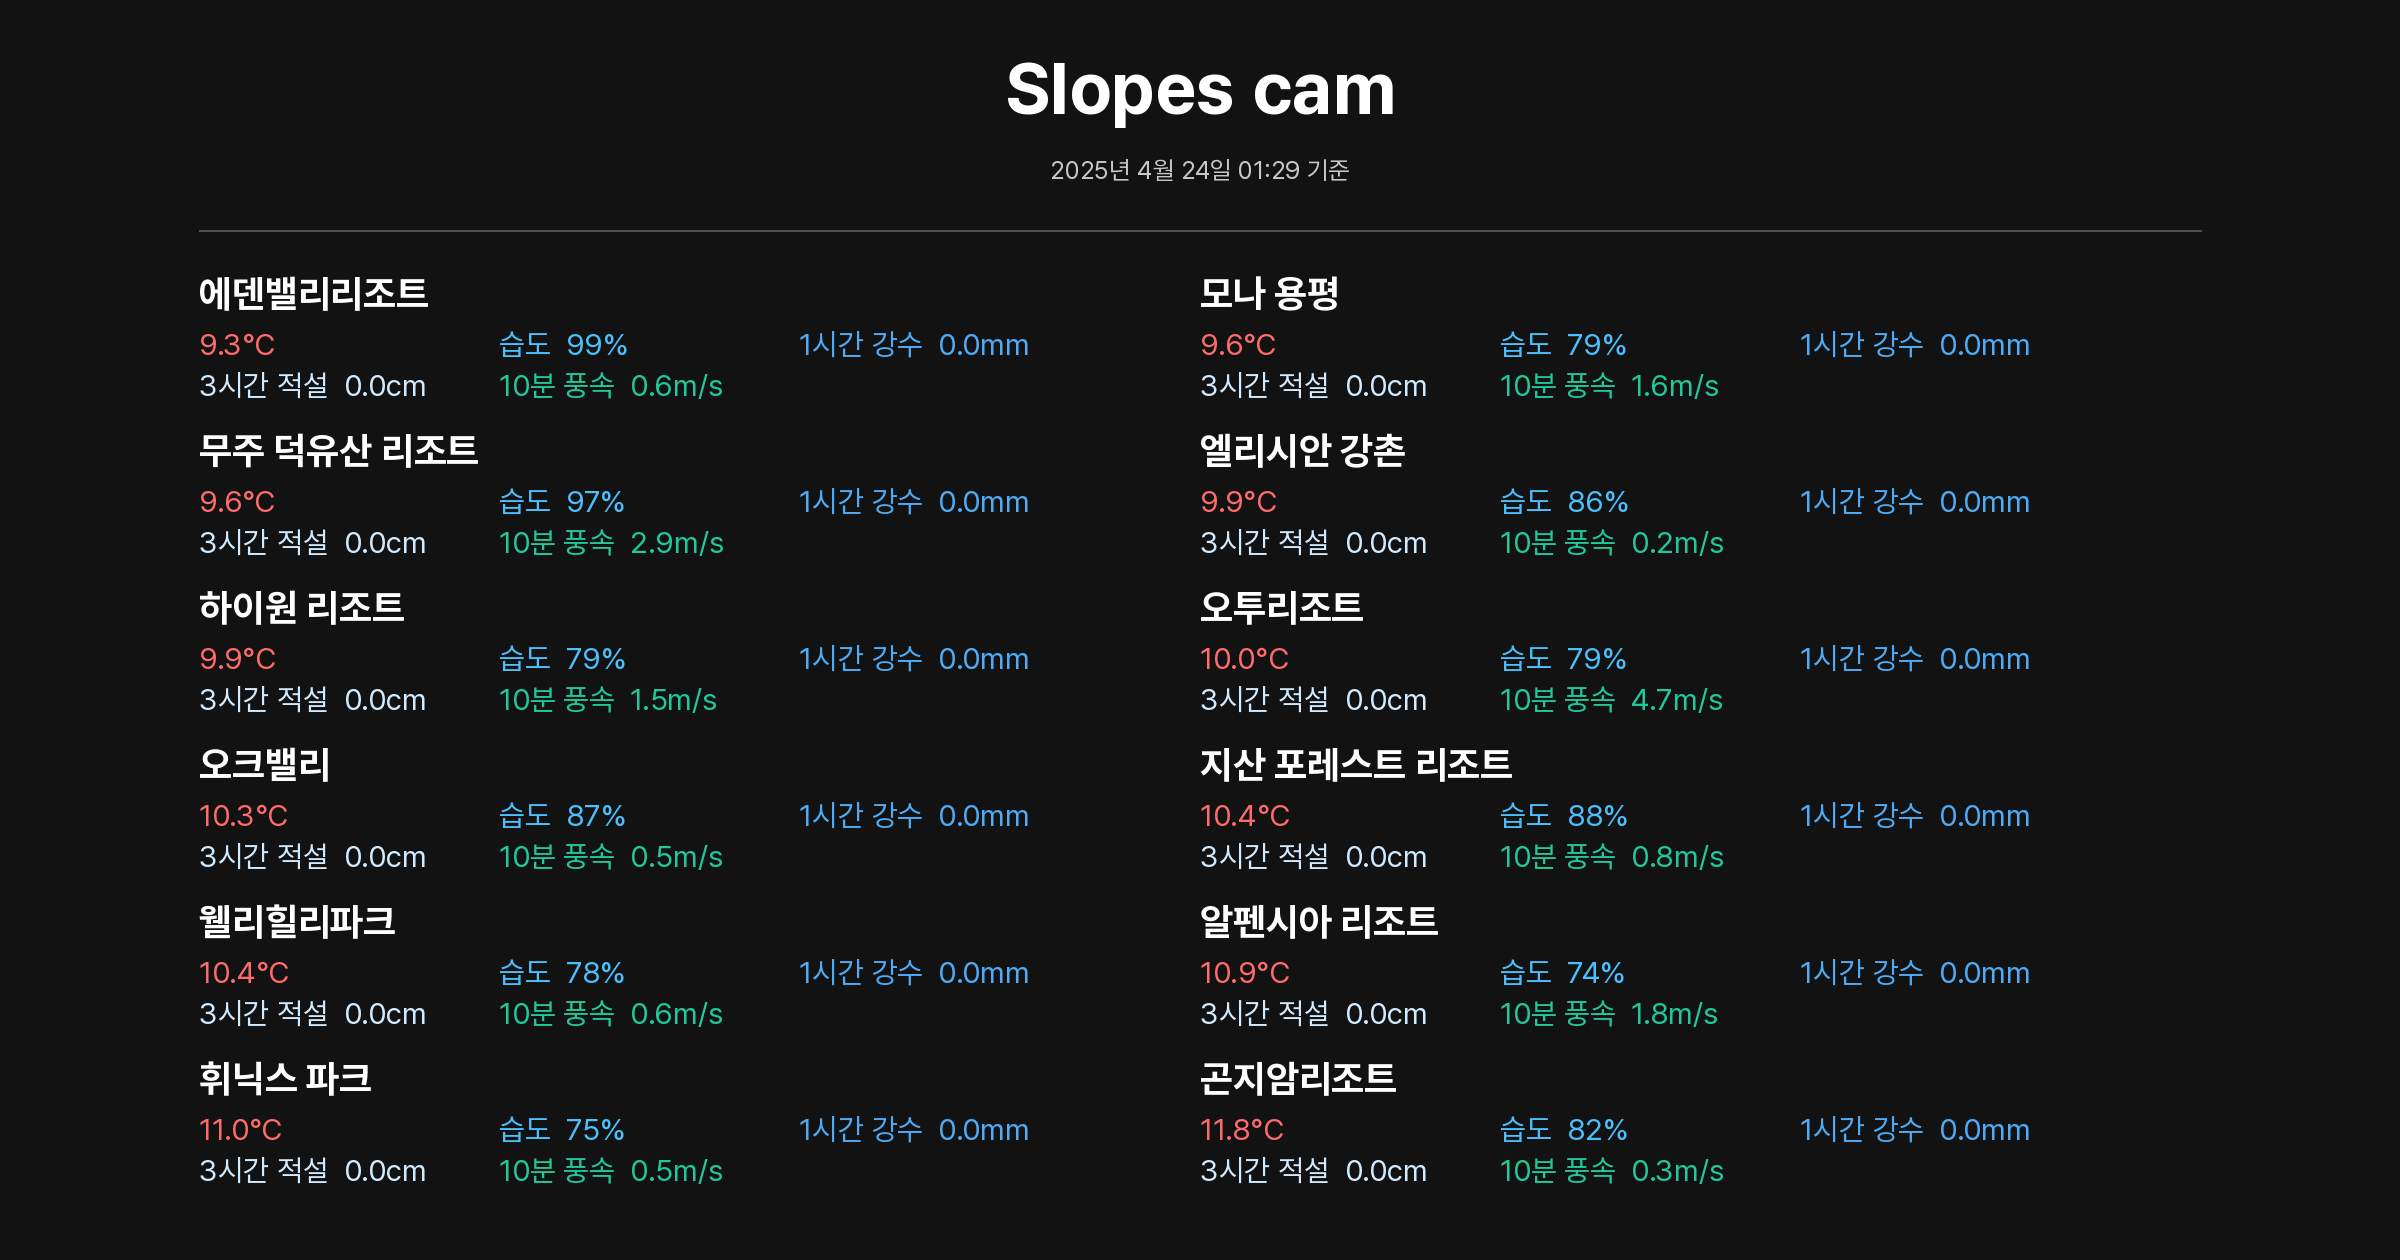 Slopes cam
2025년 4월 24일 01:29 기준
에덴밸리리조트
9.3°C 습도 99% 1시간 강수 0.0mm
3시간 적설 0.0cm 10분 풍속 0.6m/s
모나 용평
9.6°C 습도 79% 1시간 강수 0.0mm
3시간 적설 0.0cm 10분 풍속 1.6m/s
무주 덕유산 리조트
9.6°C 습도 97% 1시간 강수 0.0mm
3시간 적설 0.0cm 10분 풍속 2.9m/s
엘리시안 강촌
9.9°C 습도 86% 1시간 강수 0.0mm
3시간 적설 0.0cm 10분 풍속 0.2m/s
하이원 리조트
9.9°C 습도 79% 1시간 강수 0.0mm
3시간 적설 0.0cm 10분 풍속 1.5m/s
오투리조트
10.0°C 습도 79% 1시간 강수 0.0mm
3시간 적설 0.0cm 10분 풍속 4.7m/s
오크밸리
10.3°C 습도 87% 1시간 강수 0.0mm
3시간 적설 0.0cm 10분 풍속 0.5m/s
지산 포레스트 리조트
10.4°C 습도 88% 1시간 강수 0.0mm
3시간 적설 0.0cm 10분 풍속 0.8m/s
웰리힐리파크
10.4°C 습도 78% 1시간 강수 0.0mm
3시간 적설 0.0cm 10분 풍속 0.6m/s
알펜시아 리조트
10.9°C 습도 74% 1시간 강수 0.0mm
3시간 적설 0.0cm 10분 풍속 1.8m/s
휘닉스 파크
11.0°C 습도 75% 1시간 강수 0.0mm
3시간 적설 0.0cm 10분 풍속 0.5m/s
곤지암리조트
11.8°C 습도 82% 1시간 강수 0.0mm
3시간 적설 0.0cm 10분 풍속 0.3m/s